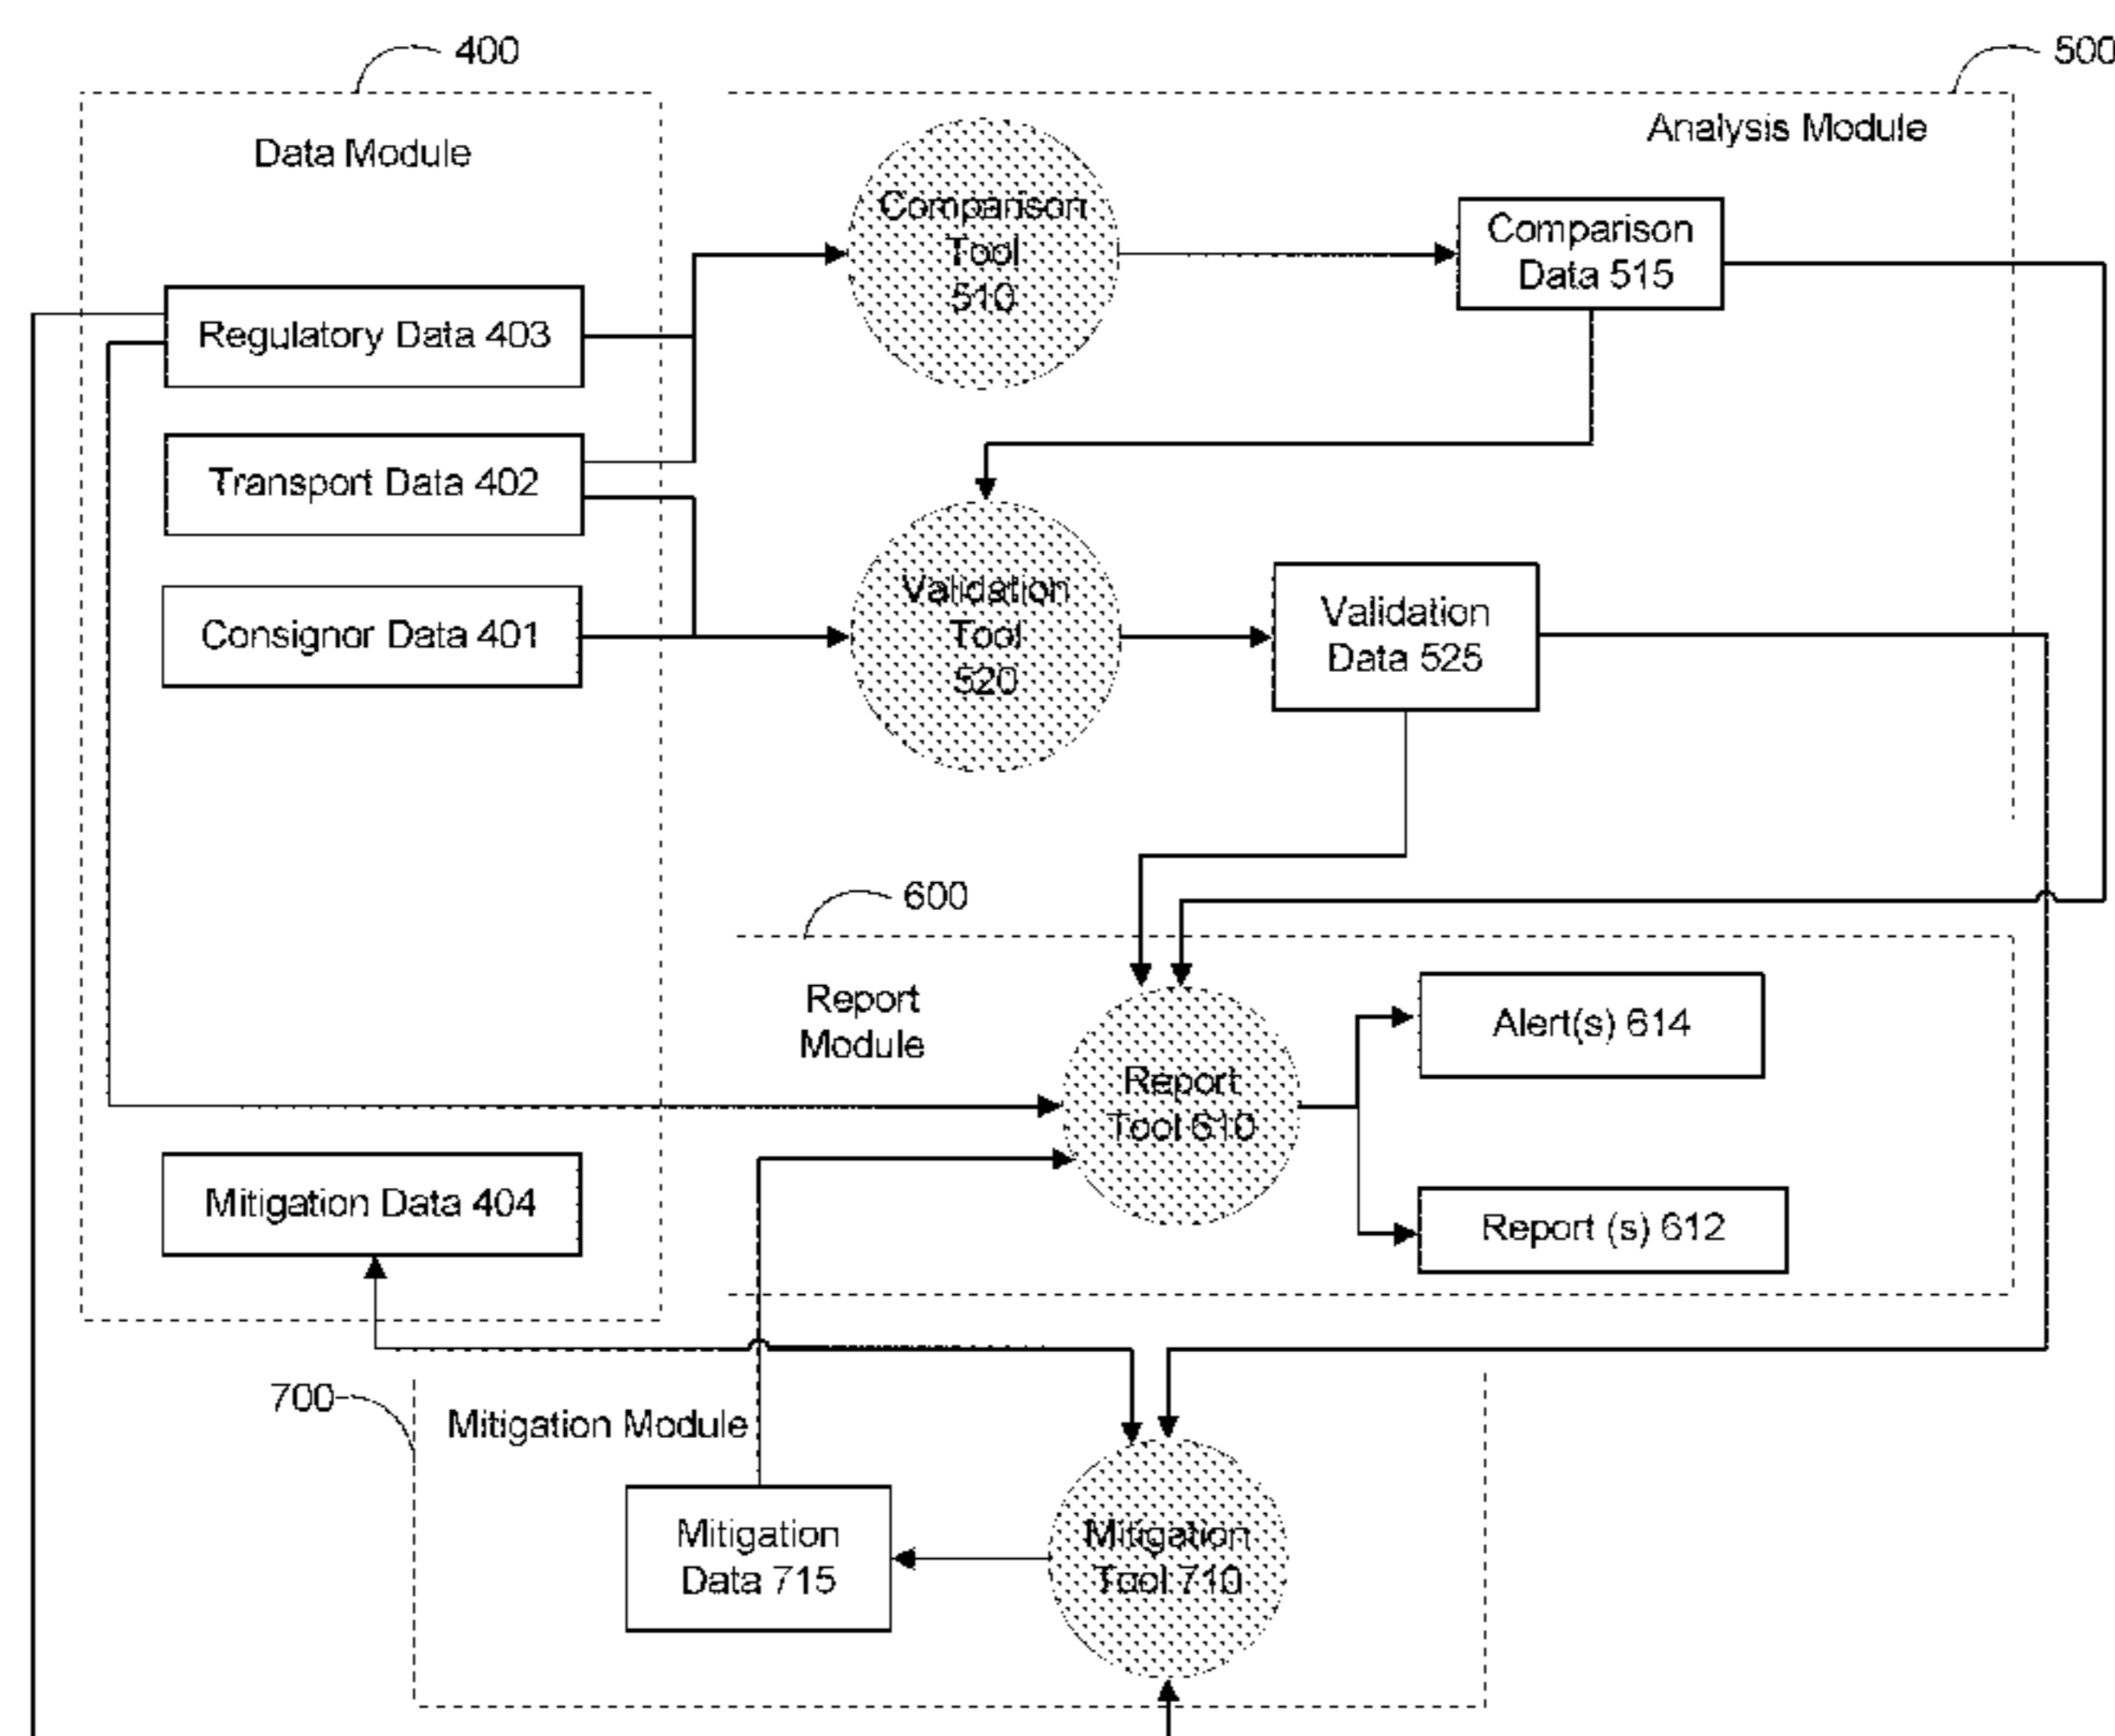 400
500
Data Module
Analysis Module
Comparison
Tool
510
Comparison
Data 515
Regulatory Data 403
Transport Data 402
Consignor Data 401
Validation
Tool
520
Validation
Data 525
600
Report
Module
Report
Tool 610
Alert(s) 614
Report (s) 612
Mitigation Data 404
700
Mitigation Module
Mitigation
Data 715
Mitigation
Tool 710